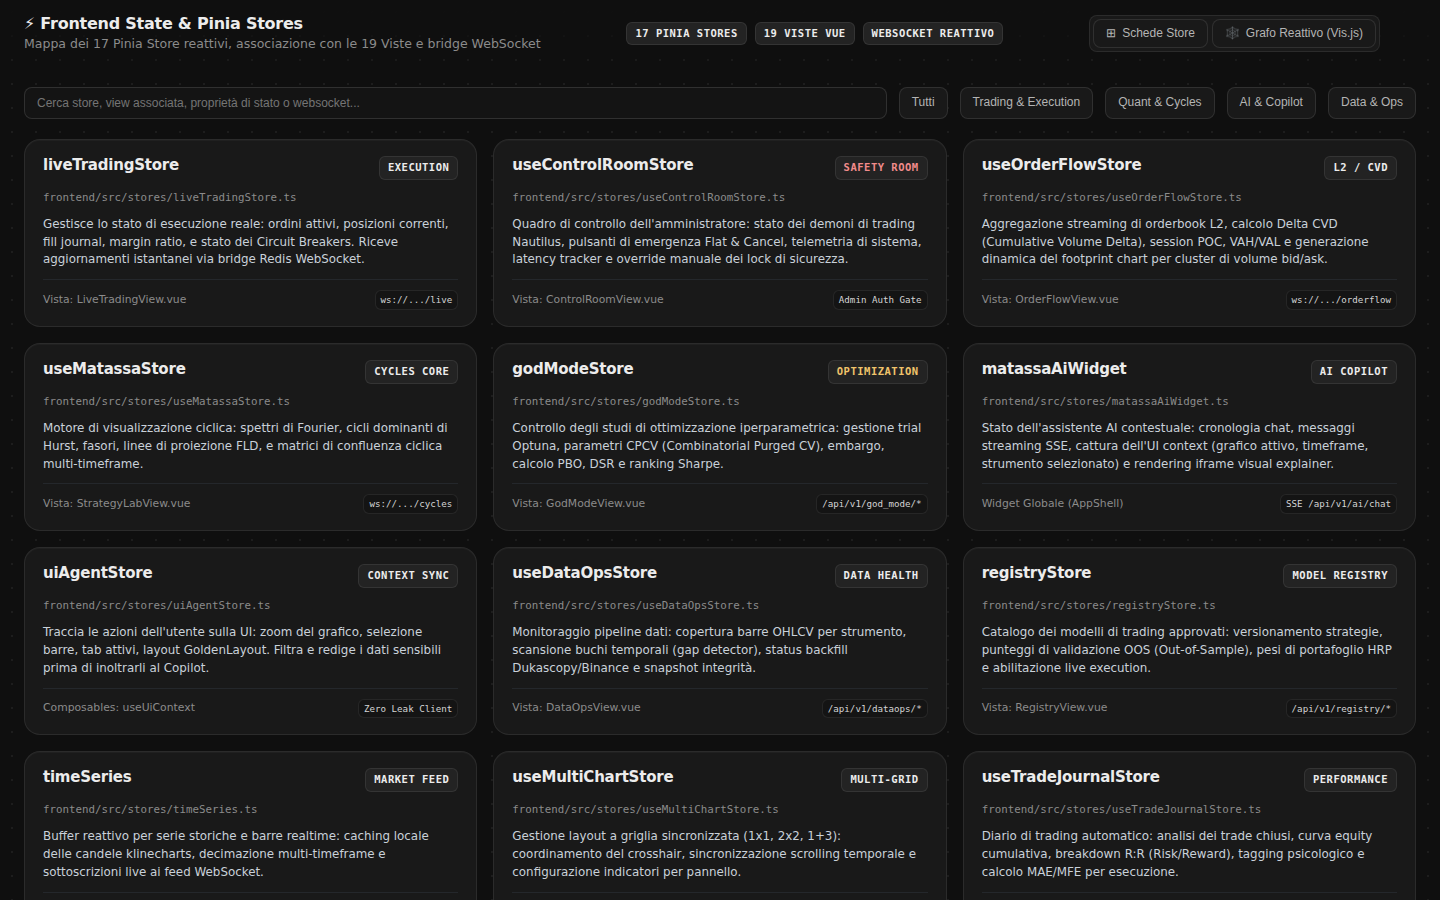 ⚡ Frontend State & Pinia Stores
Mappa dei 17 Pinia Store reattivi, associazione con le 19 Viste e bridge WebSocket
17 PINIA STORES
19 VISTE VUE
WEBSOCKET REATTIVO
⊞ Schede Store
🕸 Grafo Reattivo (Vis.js)
Cerca store, view associata, proprietà di stato o websocket...
Tutti
Trading & Execution
Quant & Cycles
AI & Copilot
Data & Ops
liveTradingStore
EXECUTION
frontend/src/stores/liveTradingStore.ts
Gestisce lo stato di esecuzione reale: ordini attivi, posizioni correnti,
fill journal, margin ratio, e stato dei Circuit Breakers. Riceve
aggiornamenti istantanei via bridge Redis WebSocket.
Vista: LiveTradingView.vue
ws://.../live
useControlRoomStore
SAFETY ROOM
frontend/src/stores/useControlRoomStore.ts
Quadro di controllo dell'amministratore: stato dei demoni di trading
Nautilus, pulsanti di emergenza Flat & Cancel, telemetria di sistema,
latency tracker e override manuale dei lock di sicurezza.
Vista: ControlRoomView.vue
Admin Auth Gate
useOrderFlowStore
L2 / CVD
frontend/src/stores/useOrderFlowStore.ts
Aggregazione streaming di orderbook L2, calcolo Delta CVD
(Cumulative Volume Delta), session POC, VAH/VAL e generazione
dinamica del footprint chart per cluster di volume bid/ask.
Vista: OrderFlowView.vue
ws://.../orderflow
useMatassaStore
CYCLES CORE
frontend/src/stores/useMatassaStore.ts
Motore di visualizzazione ciclica: spettri di Fourier, cicli dominanti di
Hurst, fasori, linee di proiezione FLD, e matrici di confluenza ciclica
multi-timeframe.
Vista: StrategyLabView.vue
ws://.../cycles
godModeStore
OPTIMIZATION
frontend/src/stores/godModeStore.ts
Controllo degli studi di ottimizzazione iperparametrica: gestione trial
Optuna, parametri CPCV (Combinatorial Purged CV), embargo,
calcolo PBO, DSR e ranking Sharpe.
Vista: GodModeView.vue
/api/v1/god_mode/*
matassaAiWidget
AI COPILOT
frontend/src/stores/matassaAiWidget.ts
Stato dell'assistente AI contestuale: cronologia chat, messaggi
streaming SSE, cattura dell'UI context (grafico attivo, timeframe,
strumento selezionato) e rendering iframe visual explainer.
Widget Globale (AppShell)
SSE /api/v1/ai/chat
uiAgentStore
CONTEXT SYNC
frontend/src/stores/uiAgentStore.ts
Traccia le azioni dell'utente sulla UI: zoom del grafico, selezione
barre, tab attivi, layout GoldenLayout. Filtra e redige i dati sensibili
prima di inoltrarli al Copilot.
Composables: useUiContext
Zero Leak Client
useDataOpsStore
DATA HEALTH
frontend/src/stores/useDataOpsStore.ts
Monitoraggio pipeline dati: copertura barre OHLCV per strumento,
scansione buchi temporali (gap detector), status backfill
Dukascopy/Binance e snapshot integrità.
Vista: DataOpsView.vue
/api/v1/dataops/*
registryStore
MODEL REGISTRY
frontend/src/stores/registryStore.ts
Catalogo dei modelli di trading approvati: versionamento strategie,
punteggi di validazione OOS (Out-of-Sample), pesi di portafoglio HRP
e abilitazione live execution.
Vista: RegistryView.vue
/api/v1/registry/*
timeSeries
MARKET FEED
frontend/src/stores/timeSeries.ts
Buffer reattivo per serie storiche e barre realtime: caching locale
delle candele klinecharts, decimazione multi-timeframe e
sottoscrizioni live ai feed WebSocket.
useMultiChartStore
MULTI-GRID
frontend/src/stores/useMultiChartStore.ts
Gestione layout a griglia sincronizzata (1x1, 2x2, 1+3):
coordinamento del crosshair, sincronizzazione scrolling temporale e
configurazione indicatori per pannello.
useTradeJournalStore
PERFORMANCE
frontend/src/stores/useTradeJournalStore.ts
Diario di trading automatico: analisi dei trade chiusi, curva equity
cumulativa, breakdown R:R (Risk/Reward), tagging psicologico e
calcolo MAE/MFE per esecuzione.